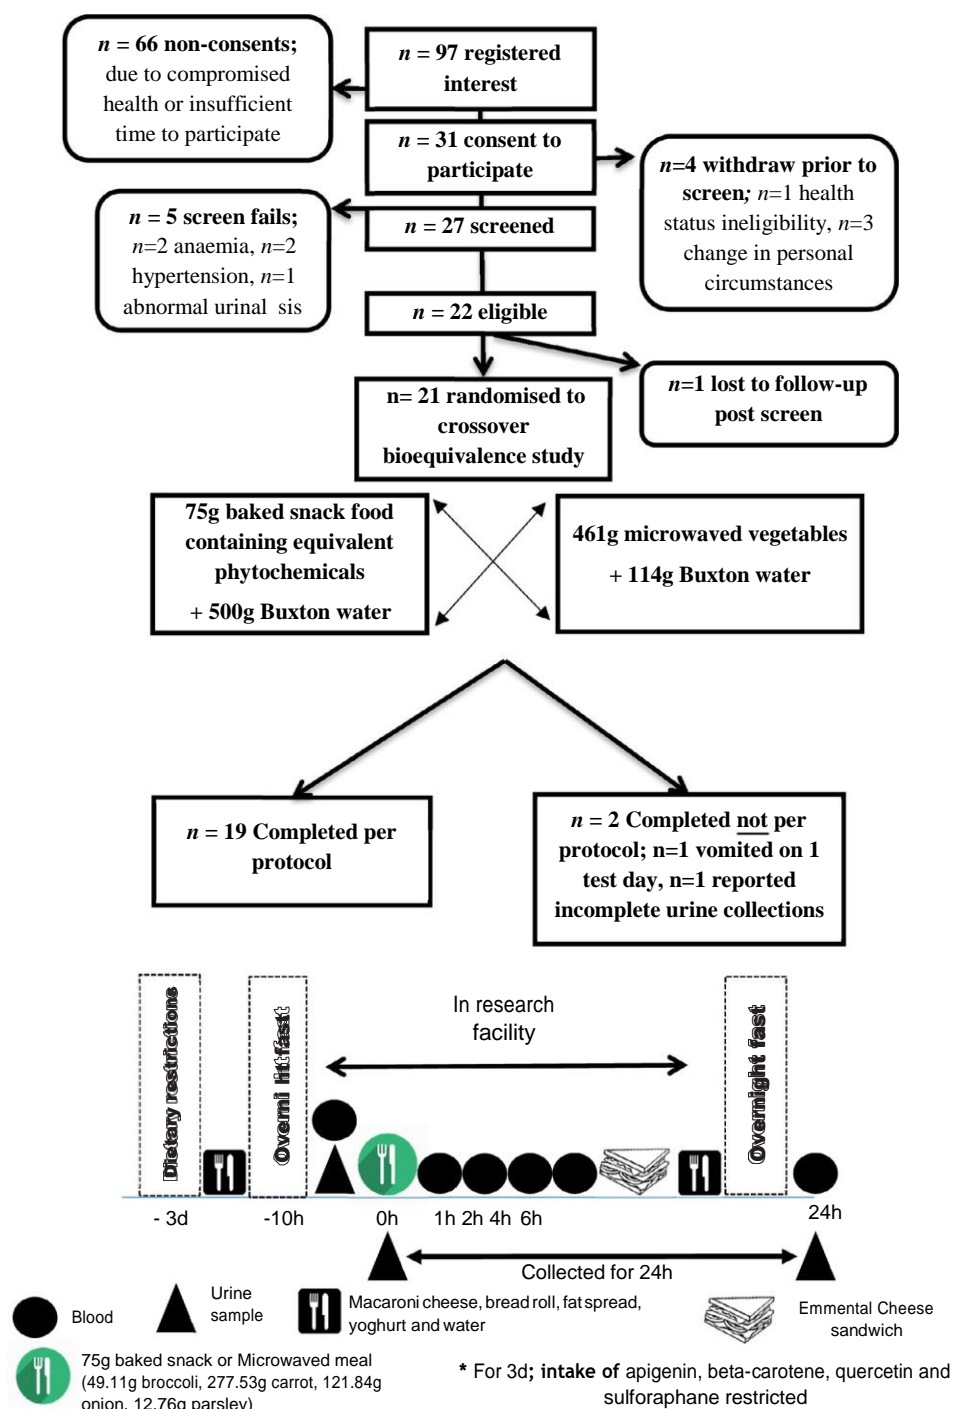 n = 66 non-consents;
due to compromised
health or insufficient
time to participate
n = 97 registered
interest
n = 31 consent to
participate
n=4 withdraw prior to
screen; n=1 health
status ineligibility, n=3
change in personal
circumstances
n = 5 screen fails;
n=2 anaemia, n=2
hypertension, n=1
abnormal urinal sis
n = 27 screened
n = 22 eligible
n=1 lost to follow-up
post screen
n= 21 randomised to
crossover
bioequivalence study
75g baked snack food
containing equivalent
phytochemicals
+ 500g Buxton water
461g microwaved vegetables
+ 114g Buxton water
n = 19 Completed per
protocol
n = 2 Completed not per
protocol; n=1 vomited on 1
test day, n=1 reported
incomplete urine collections
Dietary restrictions
In research
facility
Overnight fast
- 3d
-10h
0h
1h 2h 4h 6h
24h
Collected for 24h
Blood
Urine
sample
Macaroni cheese, bread roll, fat spread,
yoghurt and water
Emmental Cheese
sandwich
75g baked snack or Microwaved meal
(49.11g broccoli, 277.53g carrot, 121.84g
onion, 12.76g parsley)
* For 3d; intake of apigenin, beta-carotene, quercetin and
sulforaphane restricted